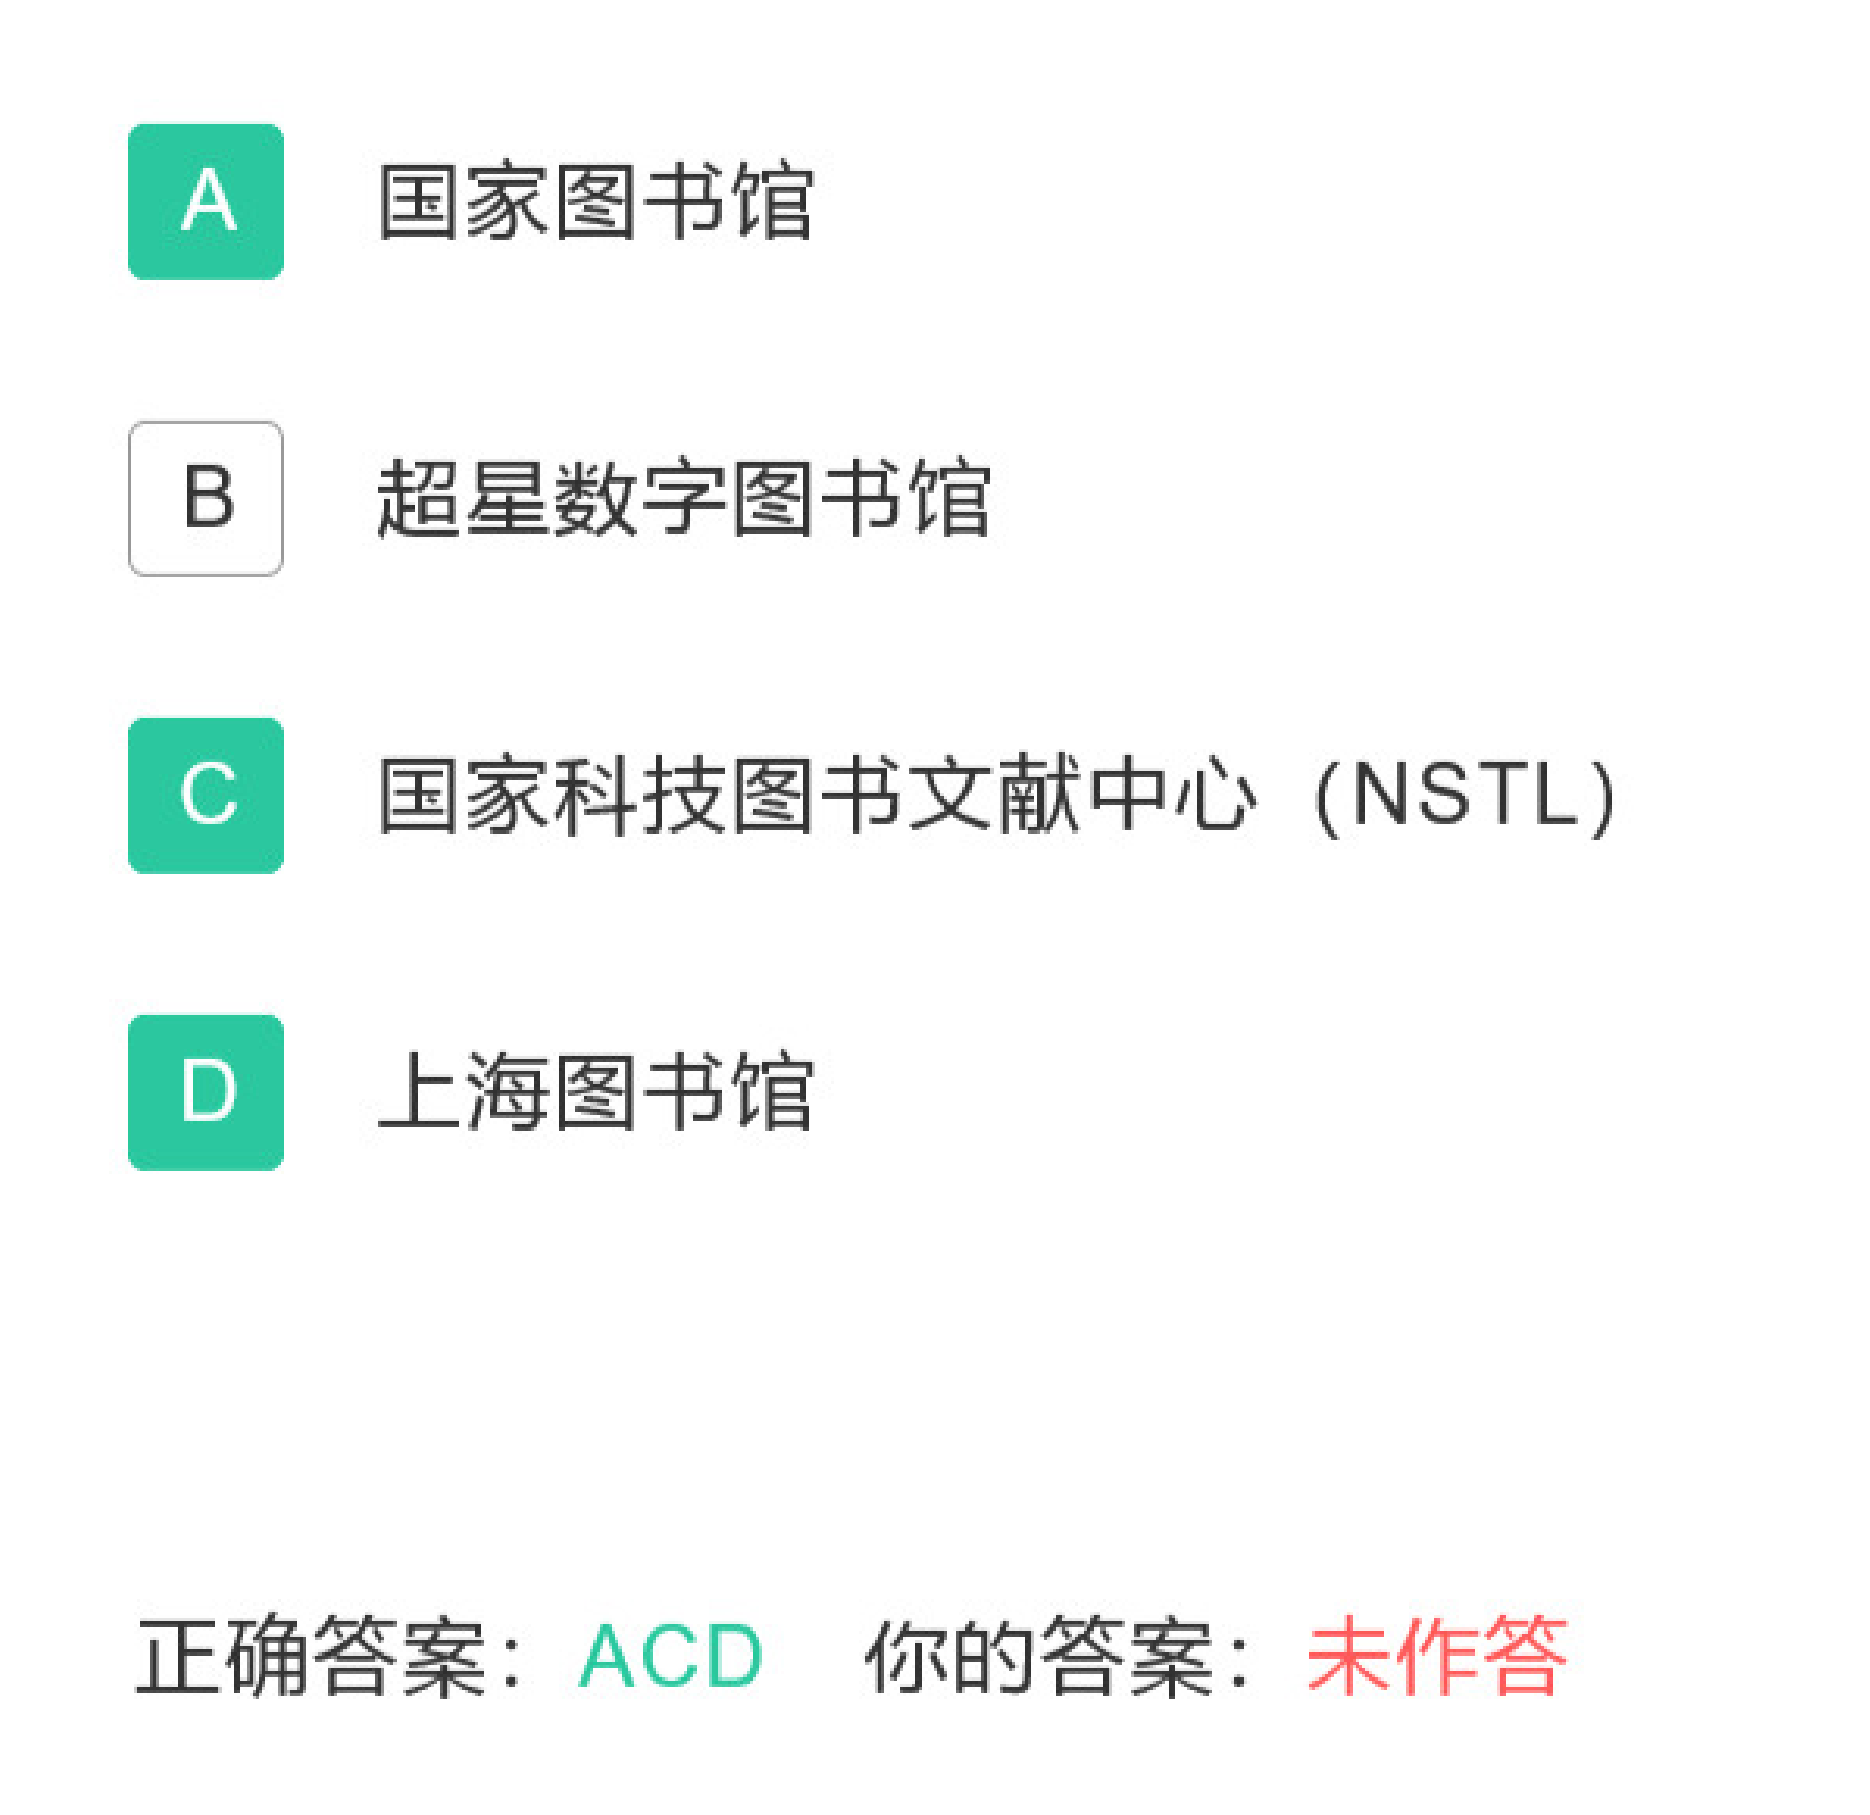 A 国家图书馆
B 超星数字图书馆
C 国家科技图书文献中心（NSTL）
D 上海图书馆
正确答案：ACD 你的答案：未作答